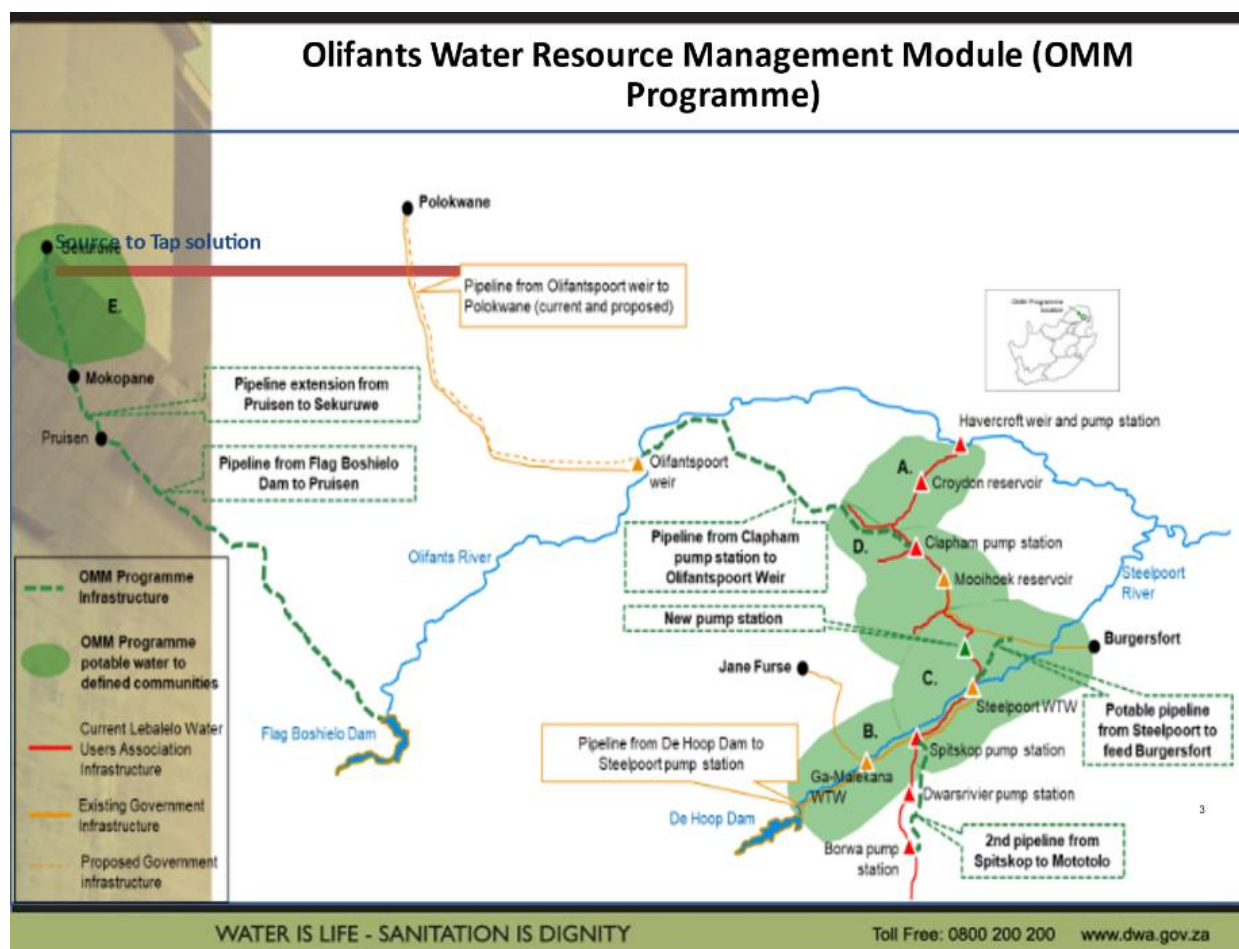 Olifants Water Resource Management Module (OMM
Programme)
Polokwane
Source to Tap solution
Sekuruwe
E.
Pipeline from Olifantspoort weir to
Polokwane (current and proposed)
OMM Programme
location
Mokopane
Pipeline extension from
Pruisen to Sekuruwe
Pruisen
Pipeline from Flag Boshielo
Dam to Pruisen
Havercroft weir and pump station
Olifantspoort
weir
A.
Croydon reservoir
Olifants River
Pipeline from Clapham
pump station to
Olifantspoort Weir
D.
Clapham pump station
Mooihoek reservoir
Steelpoort
River
New pump station
Burgersfort
Jane Furse
C.
Steelpoort WTW
Potable pipeline
from Steelpoort to
feed Burgersfort
Flag Boshielo Dam
Pipeline from De Hoop Dam to
Steelpoort pump station
B.
Spitskop pump station
Ga-Malekana
WTW
Dwarsrivier pump station
De Hoop Dam
Borwa pump
station
2nd pipeline from
Spitskop to Mototolo
3
OMM Programme
Infrastructure
OMM Programme
potable water to
defined communities
Current Lebalelo Water
Users Association
Infrastructure
Existing Government
Infrastructure
Proposed Government
infrastructure
WATER IS LIFE - SANITATION IS DIGNITY
Toll Free: 0800 200 200 www.dwa.gov.za